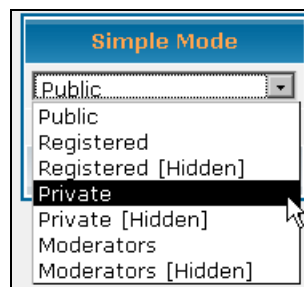 Simple Mode
Public
Public
Registered
Registered [Hidden]
Private
Private [Hidden]
Moderators
Moderators [Hidden]